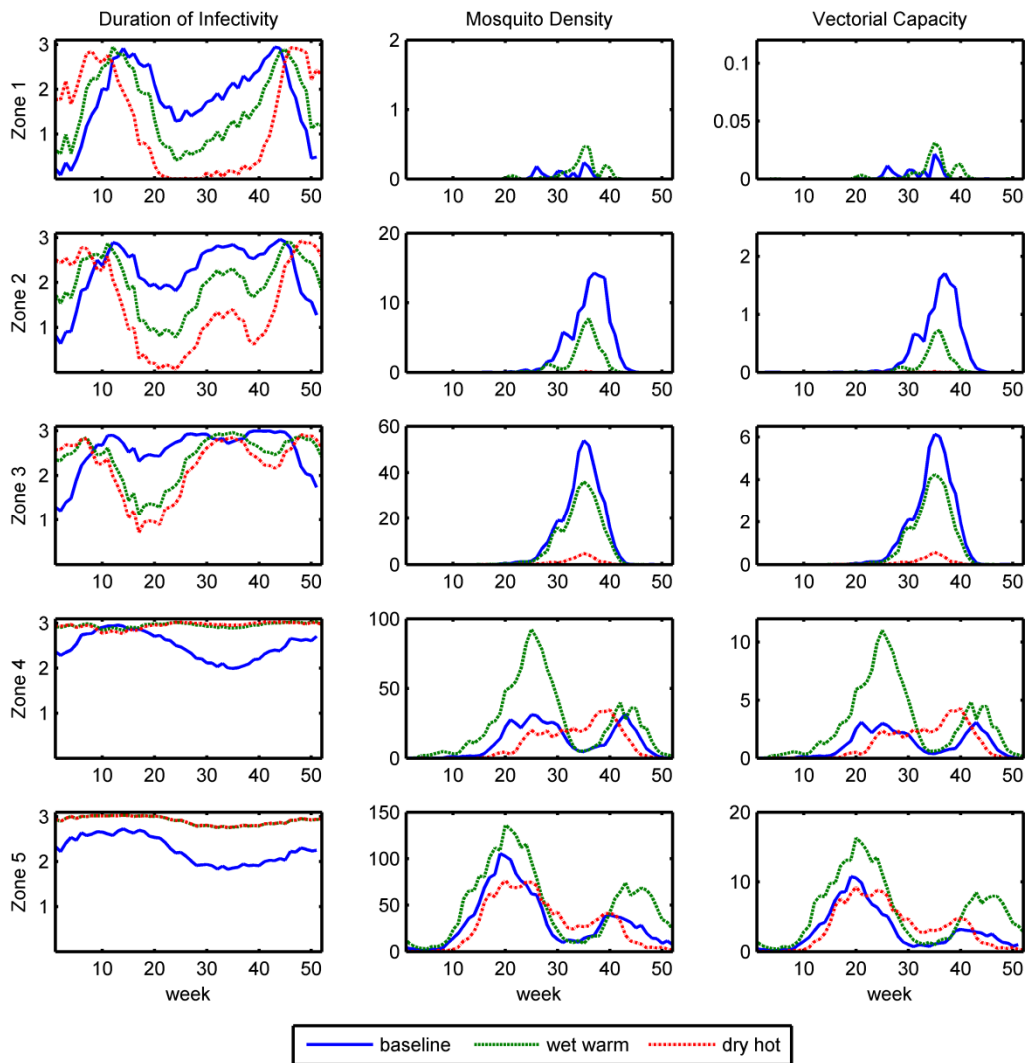 Duration of Infectivity Mosquito Density Vectorial Capacity
Zone 1
3
2
1
10 20 30 40 50
2
1
0
10 20 30 40 50
0.1
0.05
0
10 20 30 40 50
Zone 2
3
2
1
10 20 30 40 50
20
10
0
10 20 30 40 50
2
1
0
10 20 30 40 50
Zone 3
3
2
1
10 20 30 40 50
60
40
20
0
10 20 30 40 50
6
4
2
0
10 20 30 40 50
Zone 4
3
2
1
10 20 30 40 50
100
50
0
10 20 30 40 50
10
5
0
10 20 30 40 50
Zone 5
3
2
1
10 20 30 40 50
week
150
100
50
0
10 20 30 40 50
week
20
10
0
10 20 30 40 50
week
baseline wet warm dry hot